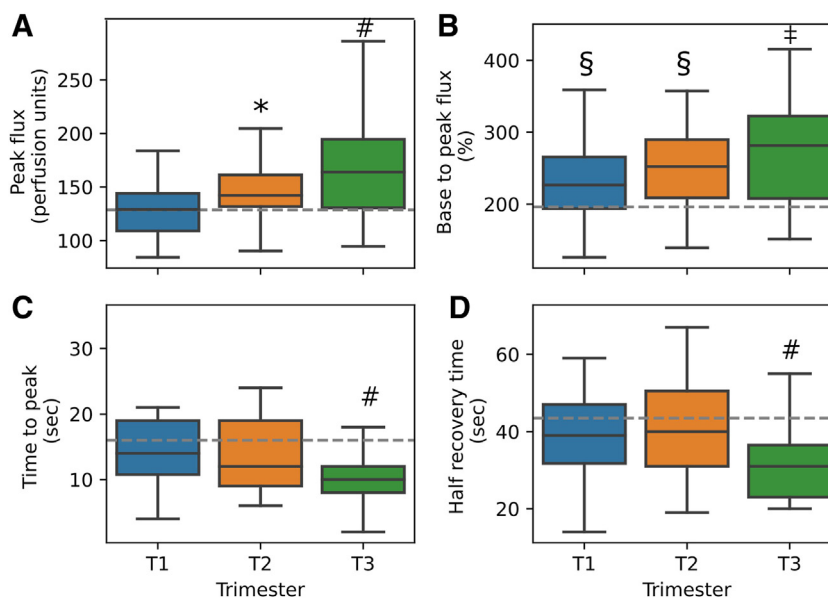 A
Peak flux
(perfusion units)
250
200
150
100
*
#
B
Base to peak flux
(%)
400
300
200
§
§
‡
C
Time to peak
(sec)
30
20
10
#
T1
T2
T3
Trimester
D
Half recovery time
(sec)
60
40
20
#
T1
T2
T3
Trimester